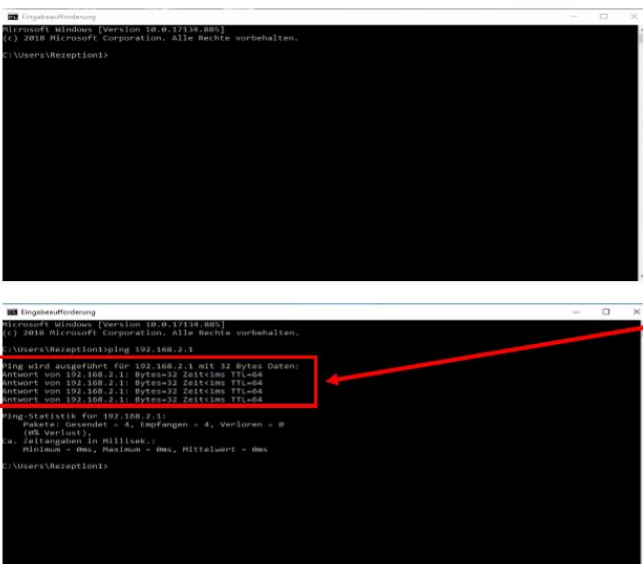 Eingabeaufforderung
Microsoft Windows [Version 10.0.17134.885]
(c) 2018 Microsoft Corporation. Alle Rechte vorbehalten.
C:\Users\Rezeption1>
Eingabeaufforderung
Microsoft Windows [Version 10.0.17134.885]
(c) 2018 Microsoft Corporation. Alle Rechte vorbehalten.
C:\Users\Rezeption1>ping 192.168.2.1
Ping wird ausgeführt für 192.168.2.1 mit 32 Bytes Daten:
Antwort von 192.168.2.1: Bytes=32 Zeit<1ms TTL=64
Antwort von 192.168.2.1: Bytes=32 Zeit<1ms TTL=64
Antwort von 192.168.2.1: Bytes=32 Zeit<1ms TTL=64
Antwort von 192.168.2.1: Bytes=32 Zeit<1ms TTL=64
Ping-Statistik für 192.168.2.1:
Pakete: Gesendet = 4, Empfangen = 4, Verloren = 0
(0% Verlust),
Ca. Zeitangaben in Millisek.:
Minimum = 0ms, Maximum = 0ms, Mittelwert = 0ms
C:\Users\Rezeption1>